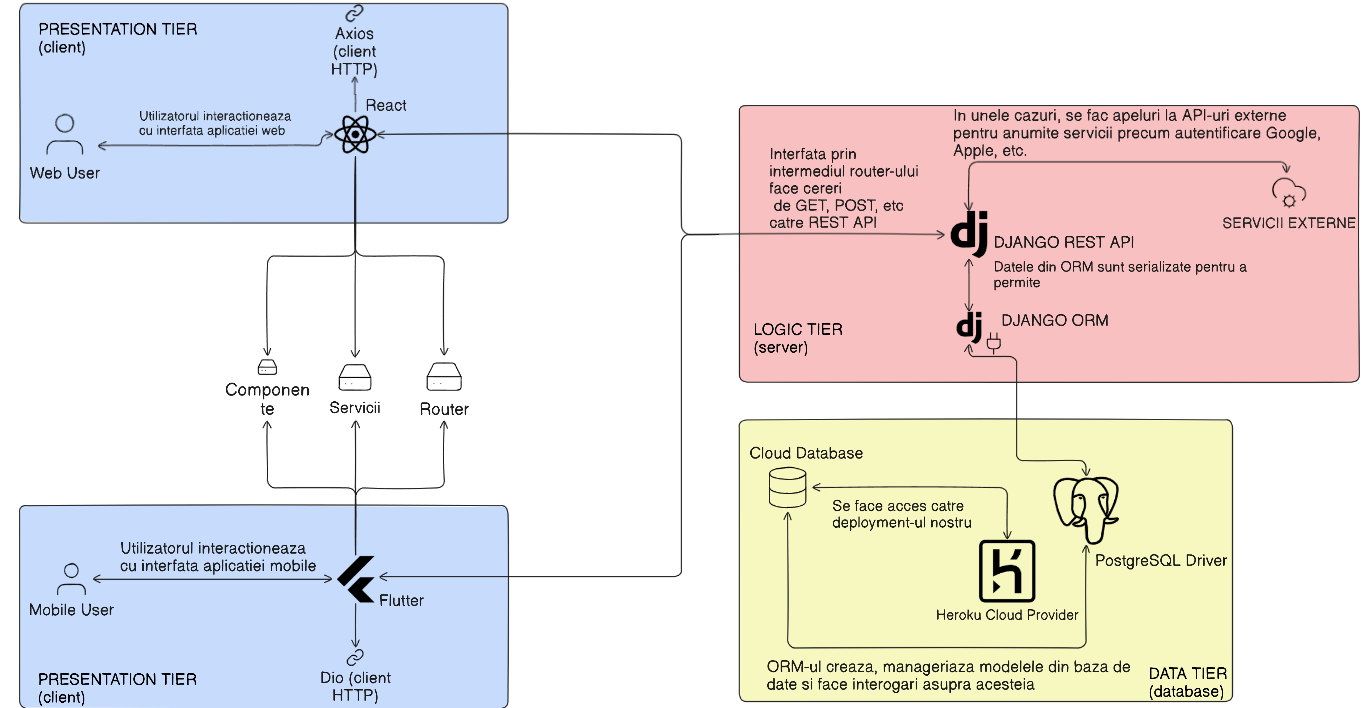 PRESENTATION TIER
(client)
Axios
(client
HTTP)
React
Utilizatorul interactioneaza
cu interfata aplicatiei web
Web User
Componen
te
Servicii
Router
Utilizatorul interactioneaza
cu interfata aplicatiei mobile
Mobile User
Flutter
Dio (client
HTTP)
PRESENTATION TIER
(client)
In unele cazuri, se fac apeluri la API-uri externe
pentru anumite servicii precum autentificare Google,
Apple, etc.
Interfata prin
intermediul router-ului
face cereri
de GET, POST, etc
catre REST API
SERVICII EXTERNE
dj
DJANGO REST API
Datele din ORM sunt serializate pentru a
permite
dj
DJANGO ORM
LOGIC TIER
(server)
Cloud Database
Se face acces catre
deployment-ul nostru
PostgreSQL Driver
Heroku Cloud Provider
ORM-ul creaza, manageriaza modelele din baza de
date si face interogari asupra acesteia
DATA TIER
(database)